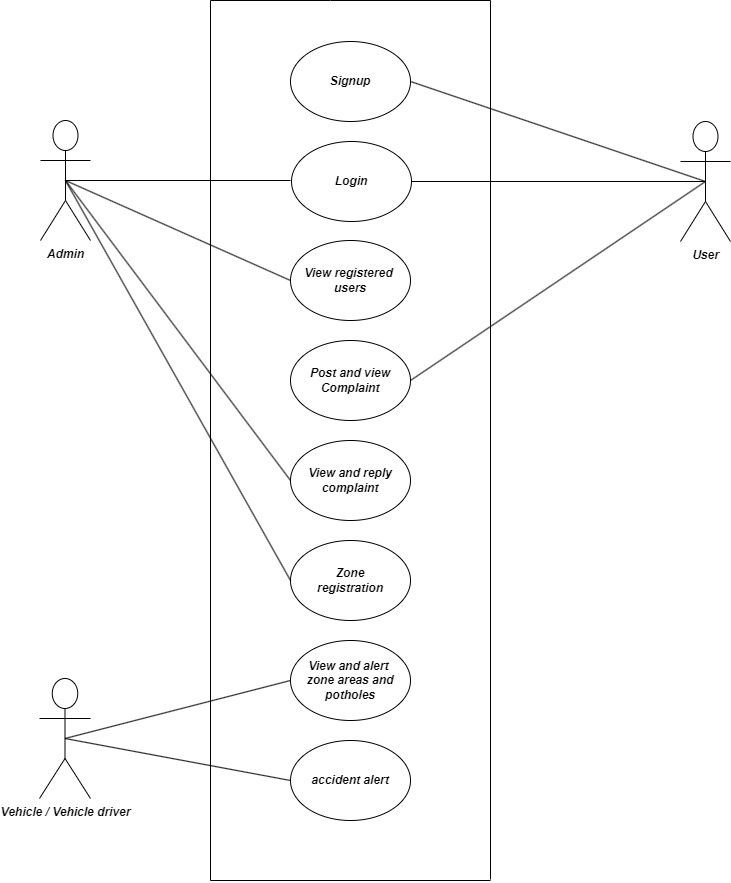 Signup
Login
Admin
User
View registered
users
Post and view
Complaint
View and reply
complaint
Zone
registration
View and alert
zone areas and
potholes
accident alert
Vehicle / Vehicle driver